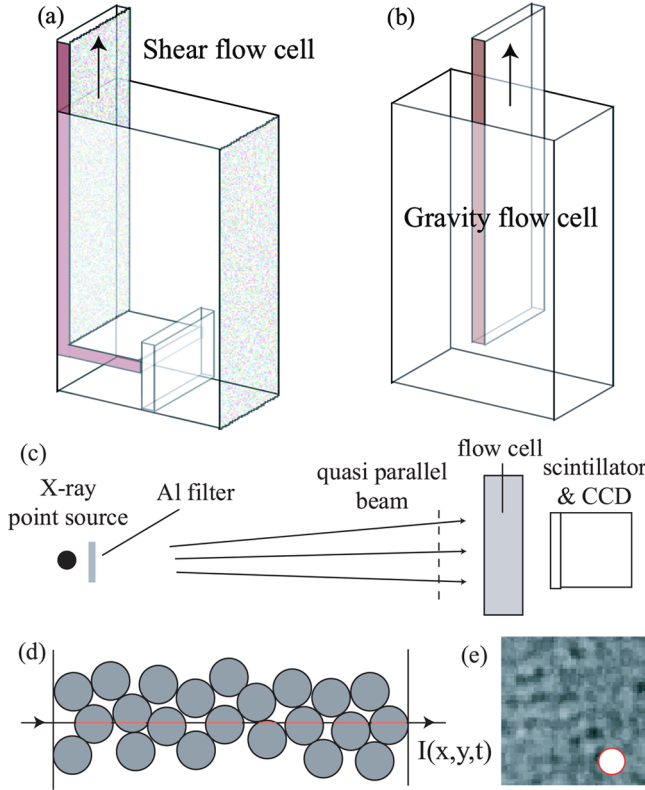 (a)
Shear flow cell
(b)
Gravity flow cell
(c)
X-ray
point source
Al filter
quasi parallel
beam
flow cell
scintillator
& CCD
(d)
I(x,y,t)
(e)